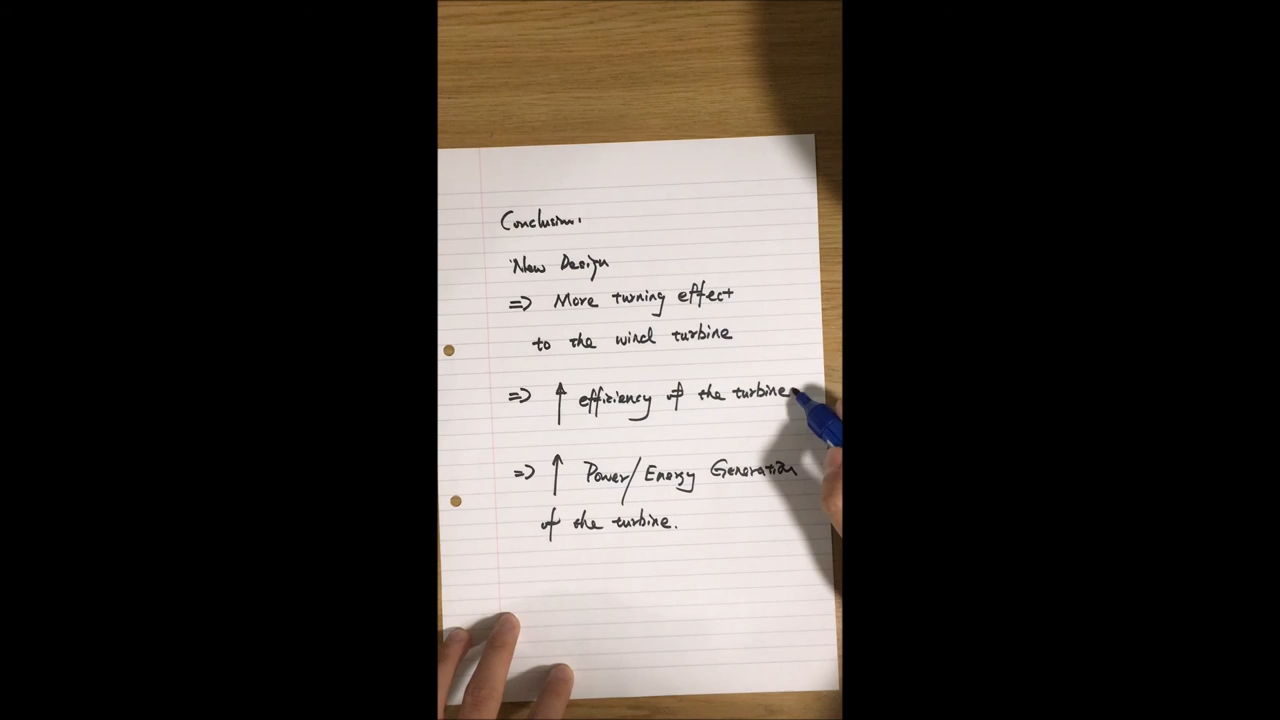 Conclusion:
New Design
=> More turning effect
to the wind turbine
=> ↑ efficiency of the turbine
=> ↑ Power/Energy Generation
of the turbine.